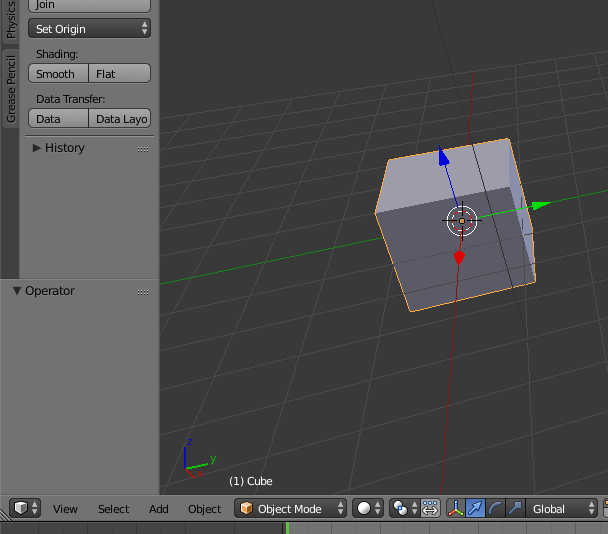 Physics
Grease Pencil
Join
Set Origin
Shading:
Smooth Flat
Data Transfer:
Data Data Layo
History
Operator
z
y
(1) Cube
View Select Add Object Object Mode Global